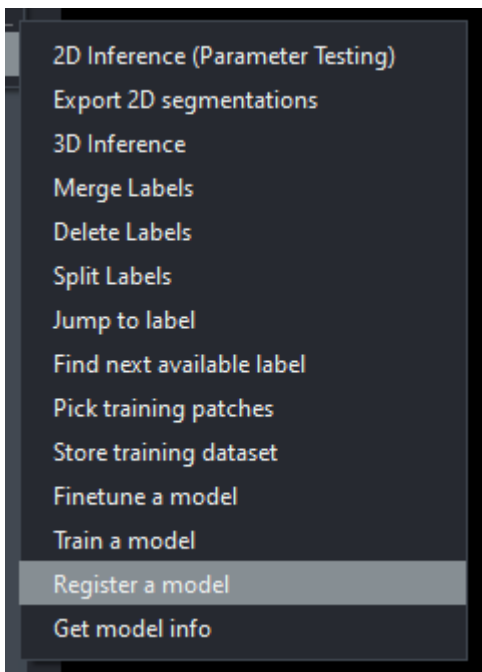 2D Inference (Parameter Testing)
Export 2D segmentations
3D Inference
Merge Labels
Delete Labels
Split Labels
Jump to label
Find next available label
Pick training patches
Store training dataset
Finetune a model
Train a model
Register a model
Get model info